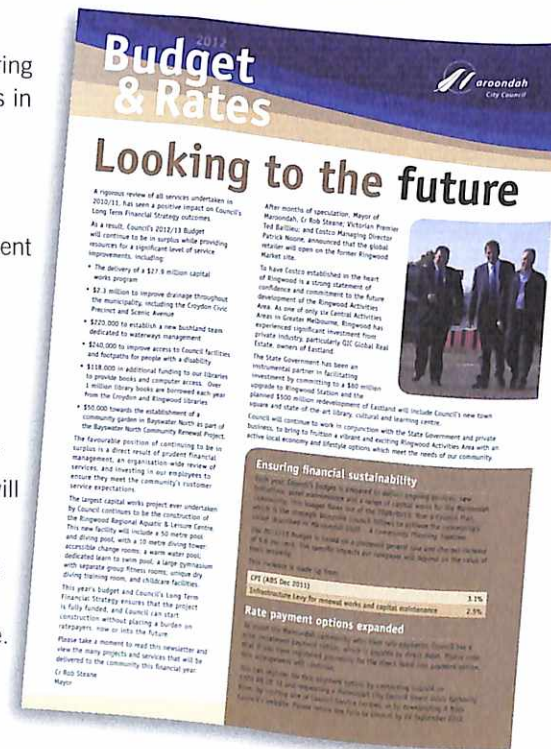 ring
s in
ent
ill
e.
2012
Budget
& Rates
aroondah
City Council
Looking to the future
A rigorous review of all services undertaken in
2010/11, has seen a positive impact on Council's
Long Term Financial Strategy outcomes.
As a result, Council's 2012/13 Budget
will continue to be in surplus while providing
resources for a significant level of service
improvements, including:
• The delivery of a $27.9 million capital
works program
• $2.3 million to improve drainage throughout
the municipality, including the Croydon Civic
Precinct and Scenic Avenue
• $220,000 to establish a new bushland team
dedicated to waterways management
• $240,000 to improve access to Council facilities
and footpaths for people with a disability
• $118,000 in additional funding to our libraries
to provide books and computer access. Over
1 million library books are borrowed each year
from the Croydon and Ringwood libraries
• $50,000 towards the establishment of a
community garden in Bayswater North as part of
the Bayswater North Community Renewal Project.
The favourable position of continuing to be in
surplus is a direct result of prudent financial
management, an organisation-wide review of
services, and investing in our employees to
ensure they meet the community's customer
service expectations.
The largest capital works project ever undertaken
by Council continues to be the construction of
the Ringwood Regional Aquatic & Leisure Centre.
This new facility will include a 50 metre pool
and diving pool, with a 10 metre diving tower;
accessible change rooms; a warm water pool;
dedicated learn to swim pool; a large gymnasium
with separate group fitness rooms; unique dry
diving training room, and childcare facilities.
This year's budget and Council's Long Term
Financial Strategy ensures that the project
is fully funded, and Council can start
construction without placing a burden on
ratepayers, now or into the future.
Please take a moment to read this newsletter and
view the many projects and services that will be
delivered to the community this financial year.
Cr Rob Steane
Mayor
After months of speculation, Mayor of
Maroondah, Cr Rob Steane; Victorian Premier
Ted Baillieu; and Costco Managing Director
Patrick Noone, announced that the global
retailer will open on the former Ringwood
Market site.
To have Costco established in the heart
of Ringwood is a strong statement of
confidence and commitment to the future
development of the Ringwood Activities
Area. As one of only six Central Activities
Areas in Greater Melbourne, Ringwood has
experienced significant investment from
private industry, particularly QIC Global Real
Estate, owners of Eastland.
The State Government has been an
instrumental partner in facilitating
investment by committing to a $60 million
upgrade to Ringwood Station and the
planned $500 million redevelopment of Eastland will include Council's new town
square and state of the art library, cultural and learning centre.
Council will continue to work in conjunction with the State Government and private
business, to bring to fruition a vibrant and exciting Ringwood Activities Area with an
active local economy and lifestyle options which meet the needs of our community.
Ensuring financial sustainability
CPI (ABS Dec 2011) 3.1%
Infrastructure Levy for renewal works and capital maintenance 2.9%
Rate payment options expanded